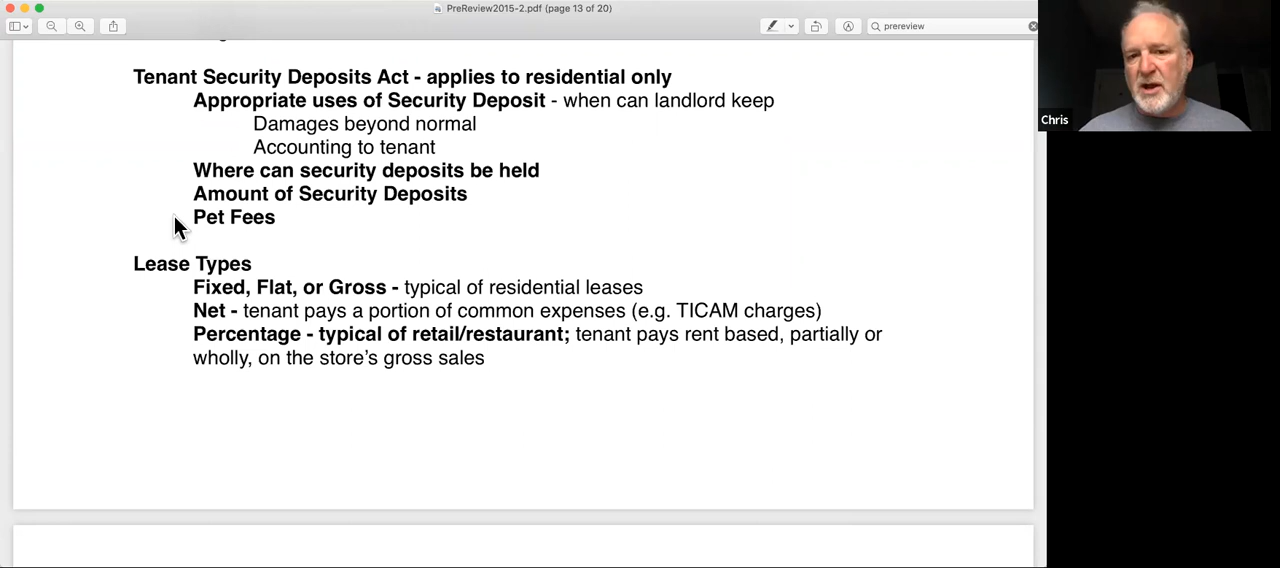 PreReview2015-2.pdf (page 13 of 20)
prereview
Tenant Security Deposits Act - applies to residential only
Appropriate uses of Security Deposit - when can landlord keep
Damages beyond normal
Accounting to tenant
Where can security deposits be held
Amount of Security Deposits
Pet Fees
Lease Types
Fixed, Flat, or Gross - typical of residential leases
Net - tenant pays a portion of common expenses (e.g. TICAM charges)
Percentage - typical of retail/restaurant; tenant pays rent based, partially or
wholly, on the store's gross sales
Chris